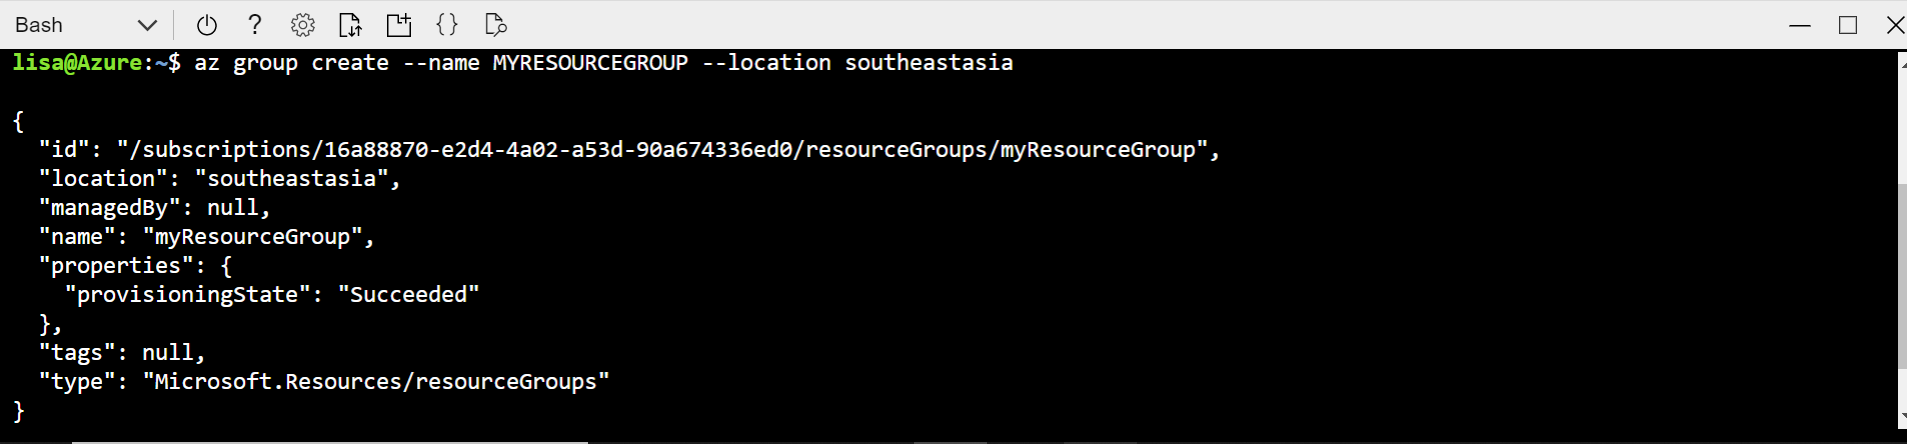 Bash
lisa@Azure:~$ az group create --name MYRESOURCEGROUP --location southeastasia
{
"id": "/subscriptions/16a88870-e2d4-4a02-a53d-90a674336ed0/resourceGroups/myResourceGroup",
"location": "southeastasia",
"managedBy": null,
"name": "myResourceGroup",
"properties": {
"provisioningState": "Succeeded"
},
"tags": null,
"type": "Microsoft.Resources/resourceGroups"
}